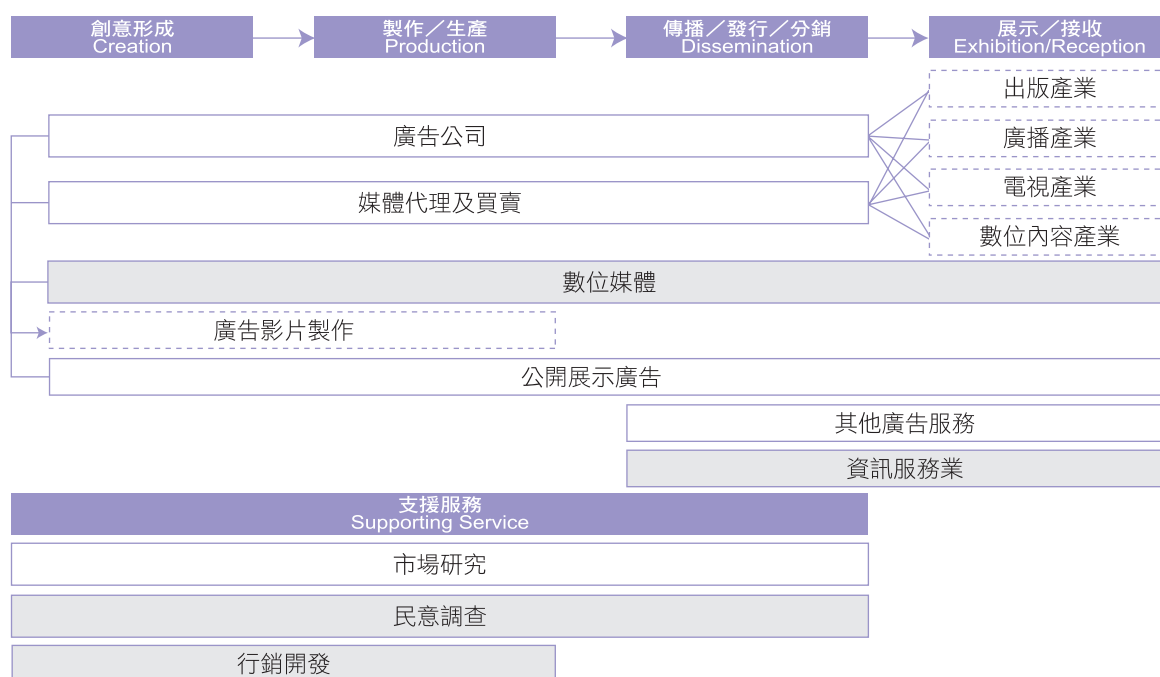 創意形成
Creation
製作／生產
Production
傳播／發行／分銷
Dissemination
展示／接收
Exhibition/Reception
出版產業
廣告公司
廣播產業
電視產業
媒體代理及買賣
數位內容產業
數位媒體
廣告影片製作
公開展示廣告
其他廣告服務
資訊服務業
支援服務
Supporting Service
市場研究
民意調查
行銷開發